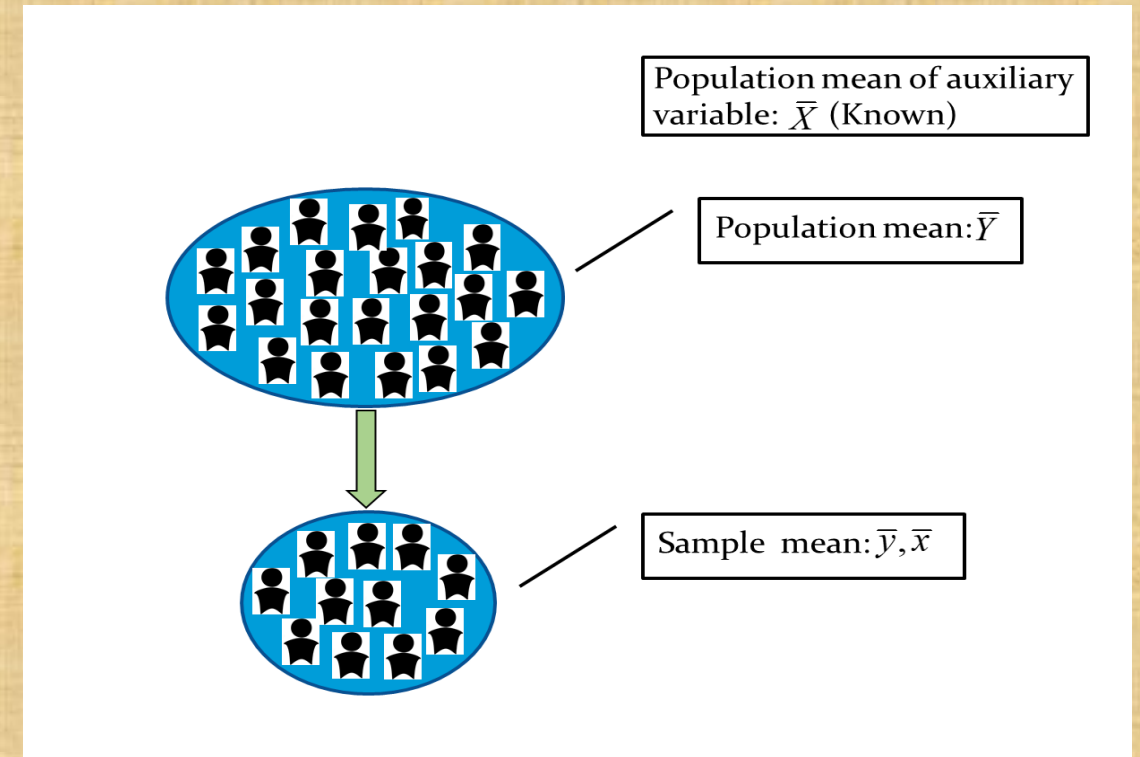 Population mean of auxiliary
variable: X̅ (Known)
Population mean: Y̅
Sample mean: y̅, x̅